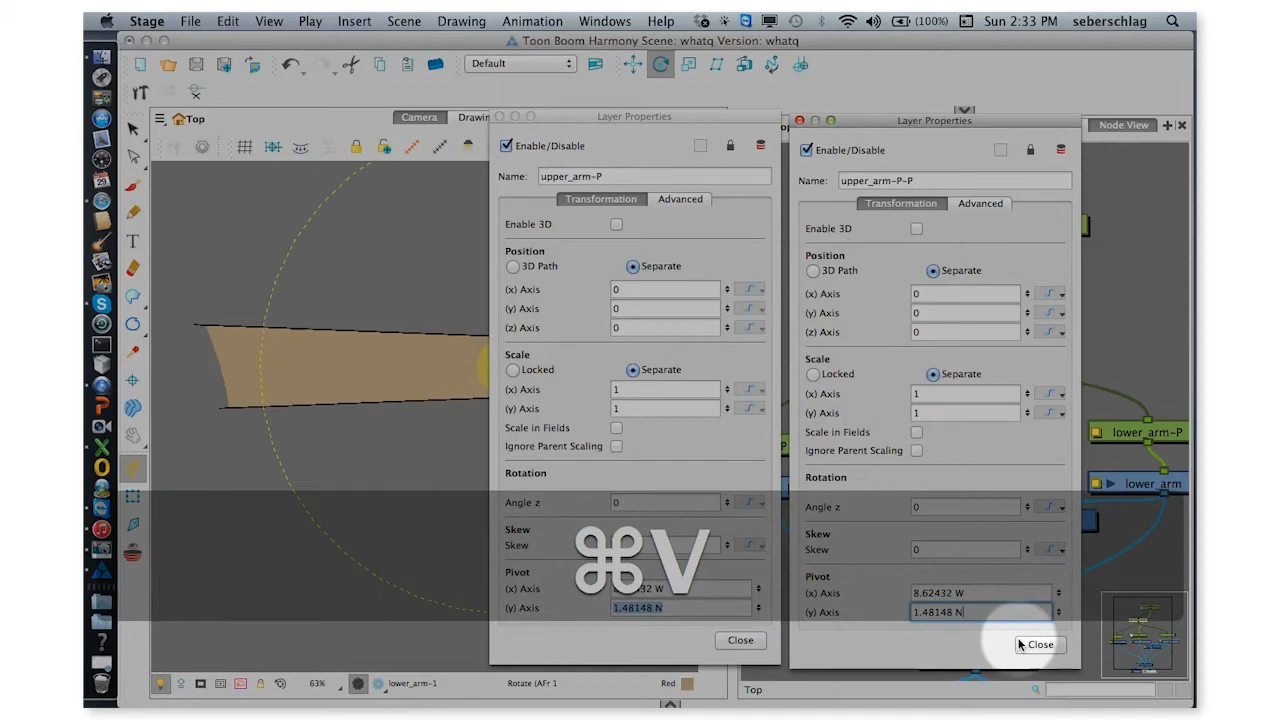 Stage File Edit View Play Insert Scene Drawing Animation Windows Help (100%) Sun 2:33 PM seberschlag
Toon Boom Harmony Scene: whatq Version: whatq
Default
Top
Camera
Drawin
Node View
Layer Properties
Enable/Disable
Name: upper_arm-P
Transformation Advanced
Enable 3D
Position
3D Path Separate
(x) Axis 0
(y) Axis 0
(z) Axis 0
Scale
Locked Separate
(x) Axis 1
(y) Axis 1
Scale in Fields
Ignore Parent Scaling
Rotation
Angle z 0
Skew
Skew
Pivot
(x) Axis
(y) Axis 1.48148 N
Close
Layer Properties
Enable/Disable
Name: upper_arm-P-P
Transformation Advanced
Enable 3D
Position
3D Path Separate
(x) Axis 0
(y) Axis 0
(z) Axis 0
Scale
Locked Separate
(x) Axis 1
(y) Axis 1
Scale in Fields
Ignore Parent Scaling
Rotation
Angle z 0
Skew
Skew 0
Pivot
(x) Axis 8.62432 W
(y) Axis 1.48148 N
Close
lower_arm-P
lower_arm
⌘V
63% lower_arm-1 Rotate (AFr 1 Red
Top